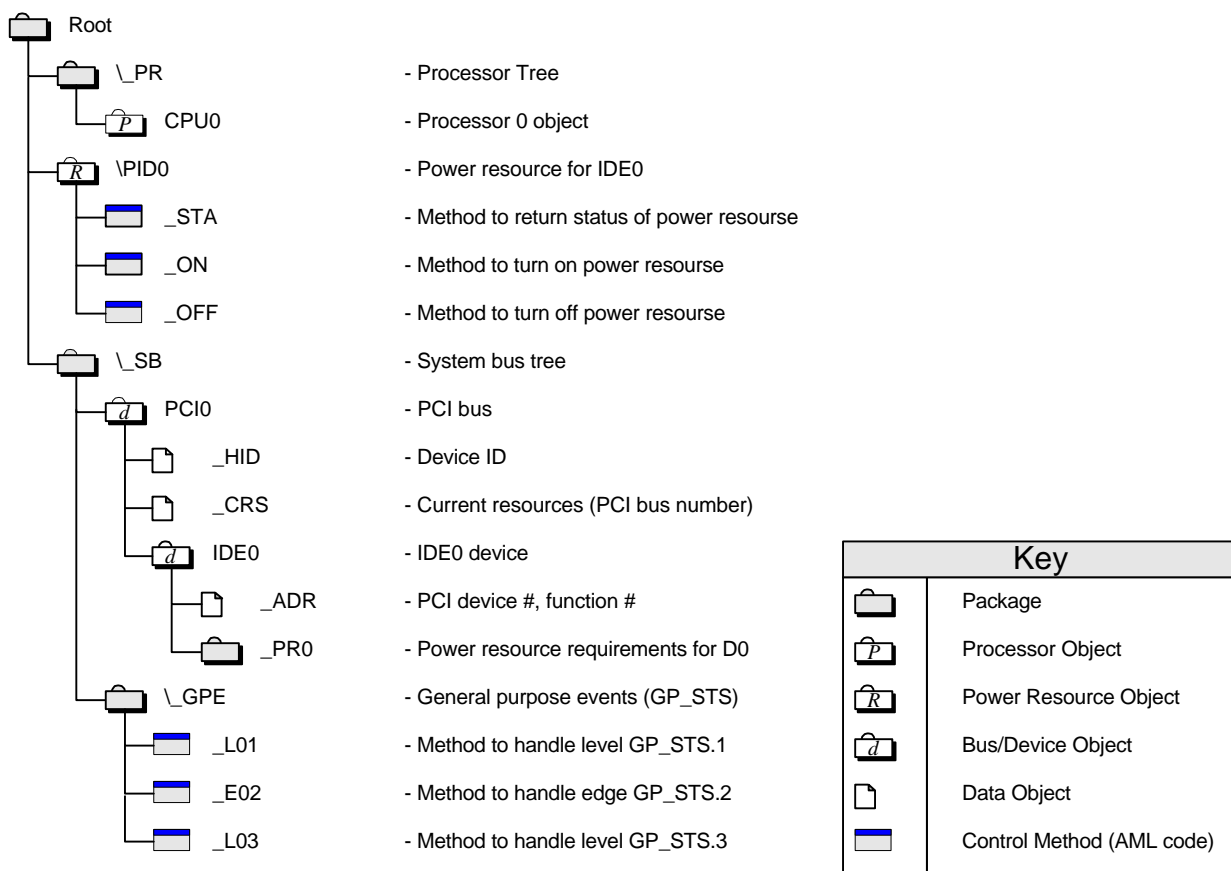 Root
\_PR - Processor Tree
P CPU0 - Processor 0 object
R \PID0 - Power resource for IDE0
_STA - Method to return status of power resourse
_ON - Method to turn on power resourse
_OFF - Method to turn off power resourse
\_SB - System bus tree
d PCI0 - PCI bus
_HID - Device ID
_CRS - Current resources (PCI bus number)
d IDE0 - IDE0 device
_ADR - PCI device #, function #
_PR0 - Power resource requirements for D0
\_GPE - General purpose events (GP_STS)
_L01 - Method to handle level GP_STS.1
_E02 - Method to handle edge GP_STS.2
_L03 - Method to handle level GP_STS.3
Key
Package
P Processor Object
R Power Resource Object
d Bus/Device Object
Data Object
Control Method (AML code)